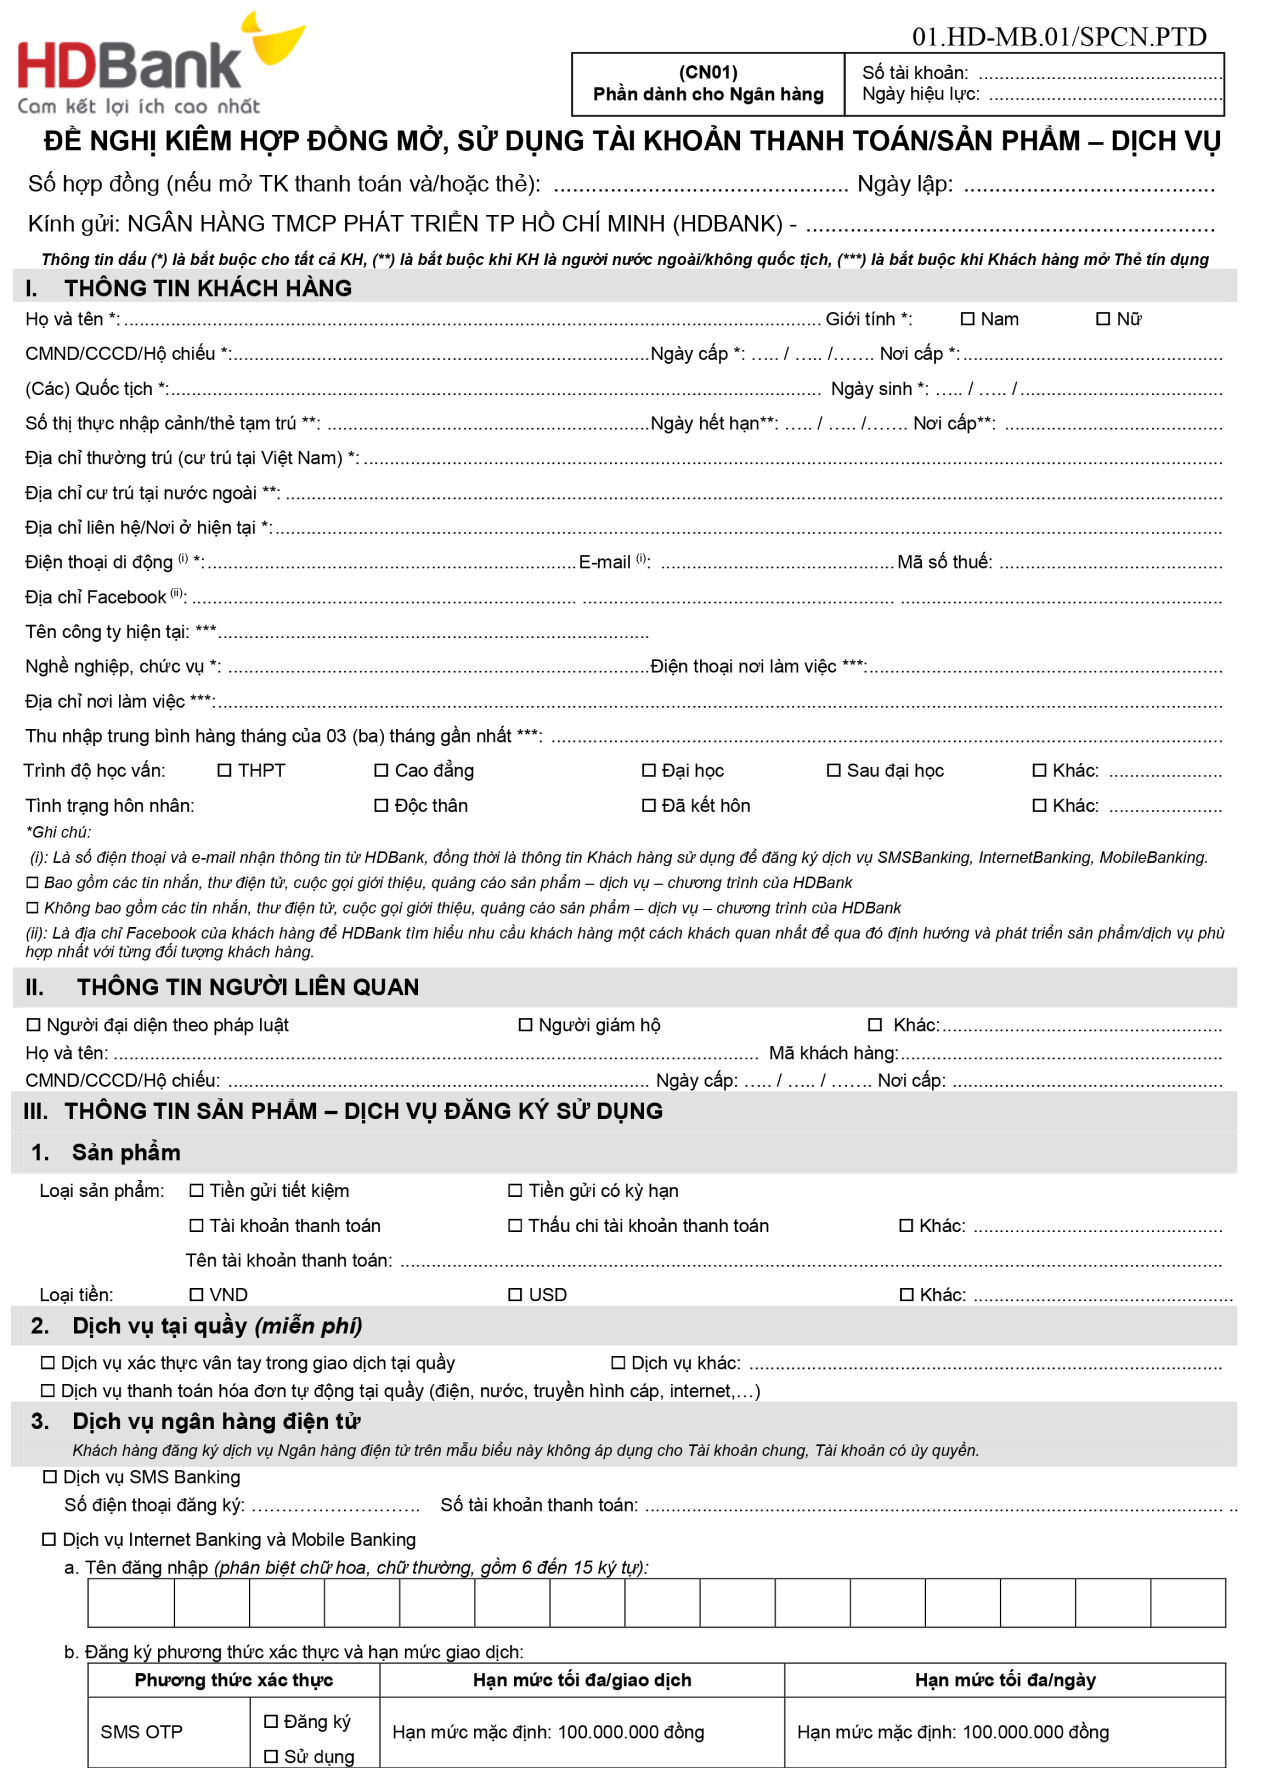 HDBank
Cam kết lợi ích cao nhất
01.HD-MB.01/SPCN.PTD
(CN01)
Phần dành cho Ngân hàng
Số tài khoản: ................................................
Ngày hiệu lực: ..............................................
ĐỀ NGHỊ KIÊM HỢP ĐỒNG MỞ, SỬ DỤNG TÀI KHOẢN THANH TOÁN/SẢN PHẨM – DỊCH VỤ
Số hợp đồng (nếu mở TK thanh toán và/hoặc thẻ): ............................................. Ngày lập: ......................................
Kính gửi: NGÂN HÀNG TMCP PHÁT TRIỂN TP HỒ CHÍ MINH (HDBANK) - ..............................................................
Thông tin dấu (*) là bắt buộc cho tất cả KH, (**) là bắt buộc khi KH là người nước ngoài/không quốc tịch, (***) là bắt buộc khi Khách hàng mở Thẻ tín dụng
I. THÔNG TIN KHÁCH HÀNG
Họ và tên *: ........................................ Giới tính *: ☐ Nam ☐ Nữ
CMND/CCCD/Hộ chiếu *:........................................Ngày cấp *: ….. / ….. /.…… Nơi cấp *:........................................
(Các) Quốc tịch *:........................................ Ngày sinh *: ….. / ….. /........................................
Số thị thực nhập cảnh/thẻ tạm trú **: ........................................Ngày hết hạn**: ….. / ….. /.…… Nơi cấp**: ........................................
Địa chỉ thường trú (cư trú tại Việt Nam) *:........................................
Địa chỉ cư trú tại nước ngoài **: ........................................
Địa chỉ liên hệ/Nơi ở hiện tại *:........................................
Điện thoại di động (i) *:........................................E-mail (i): ........................................Mã số thuế: ........................................
Địa chỉ Facebook (ii): ........................................ ........................................ ........................................
Tên công ty hiện tại: ***........................................
Nghề nghiệp, chức vụ *: ........................................Điện thoại nơi làm việc ***:........................................
Địa chỉ nơi làm việc ***:........................................
Thu nhập trung bình hàng tháng của 03 (ba) tháng gần nhất ***: ........................................
Trình độ học vấn: ☐ THPT ☐ Cao đẳng ☐ Đại học ☐ Sau đại học ☐ Khác: ......................
Tình trạng hôn nhân: ☐ Độc thân ☐ Đã kết hôn ☐ Khác: ......................
*Ghi chú:
(i): Là số điện thoại và e-mail nhận thông tin từ HDBank, đồng thời là thông tin Khách hàng sử dụng để đăng ký dịch vụ SMSBanking, InternetBanking, MobileBanking.
☐ Bao gồm các tin nhắn, thư điện tử, cuộc gọi giới thiệu, quảng cáo sản phẩm – dịch vụ – chương trình của HDBank
☐ Không bao gồm các tin nhắn, thư điện tử, cuộc gọi giới thiệu, quảng cáo sản phẩm – dịch vụ – chương trình của HDBank
(ii): Là địa chỉ Facebook của khách hàng để HDBank tìm hiểu nhu cầu khách hàng một cách khách quan nhất để qua đó định hướng và phát triển sản phẩm/dịch vụ phù
hợp nhất với từng đối tượng khách hàng.
II. THÔNG TIN NGƯỜI LIÊN QUAN
☐ Người đại diện theo pháp luật ☐ Người giám hộ ☐ Khác:........................................
Họ và tên: ........................................ Mã khách hàng:........................................
CMND/CCCD/Hộ chiếu: ........................................ Ngày cấp: ….. / ….. / ……. Nơi cấp: ........................................
III. THÔNG TIN SẢN PHẨM – DỊCH VỤ ĐĂNG KÝ SỬ DỤNG
1. Sản phẩm
Loại sản phẩm: ☐ Tiền gửi tiết kiệm ☐ Tiền gửi có kỳ hạn
☐ Tài khoản thanh toán ☐ Thấu chi tài khoản thanh toán ☐ Khác: ........................................
Tên tài khoản thanh toán: ........................................
Loại tiền: ☐ VND ☐ USD ☐ Khác: ........................................
2. Dịch vụ tại quầy (miễn phí)
☐ Dịch vụ xác thực vân tay trong giao dịch tại quầy ☐ Dịch vụ khác: ........................................
☐ Dịch vụ thanh toán hóa đơn tự động tại quầy (điện, nước, truyền hình cáp, internet,…)
3. Dịch vụ ngân hàng điện tử
Khách hàng đăng ký dịch vụ Ngân hàng điện tử trên mẫu biểu này không áp dụng cho Tài khoản chung, Tài khoản có ủy quyền.
☐ Dịch vụ SMS Banking
Số điện thoại đăng ký: ………………………. Số tài khoản thanh toán: ........................................ ..
☐ Dịch vụ Internet Banking và Mobile Banking
a. Tên đăng nhập (phân biệt chữ hoa, chữ thường, gồm 6 đến 15 ký tự):
b. Đăng ký phương thức xác thực và hạn mức giao dịch:
Phương thức xác thực Hạn mức tối đa/giao dịch Hạn mức tối đa/ngày
☐ Đăng ký
SMS OTP Hạn mức mặc định: 100.000.000 đồng Hạn mức mặc định: 100.000.000 đồng
☐ Sử dụng